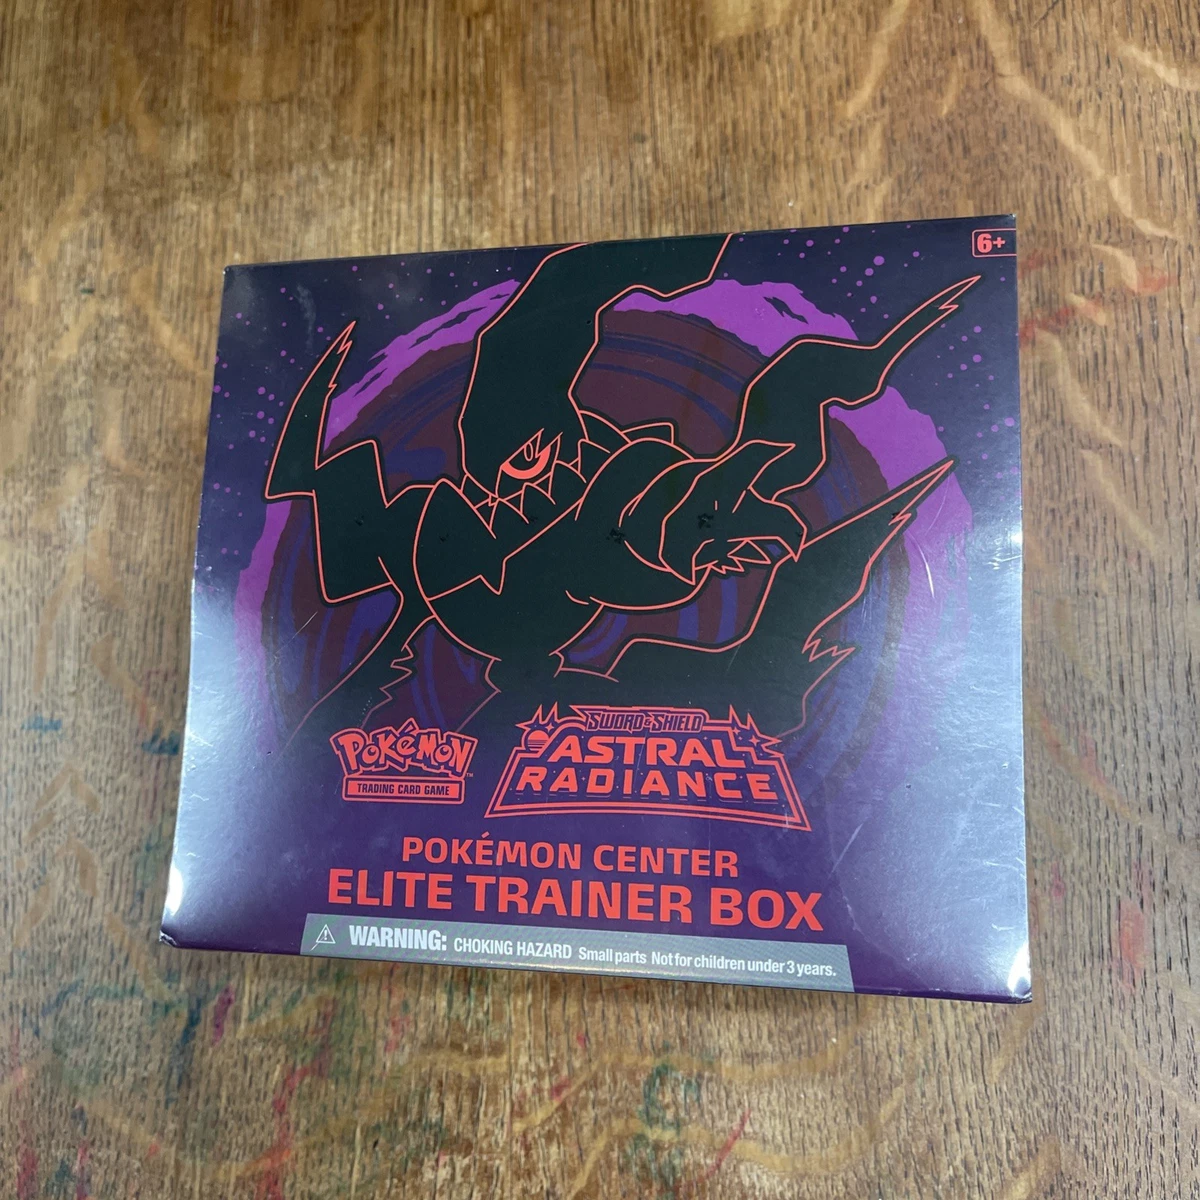 6+
Pokémon
TRADING CARD GAME
SWORD & SHIELD
ASTRAL
RADIANCE
POKÉMON CENTER
ELITE TRAINER BOX
WARNING: CHOKING HAZARD Small parts Not for children under 3 years.